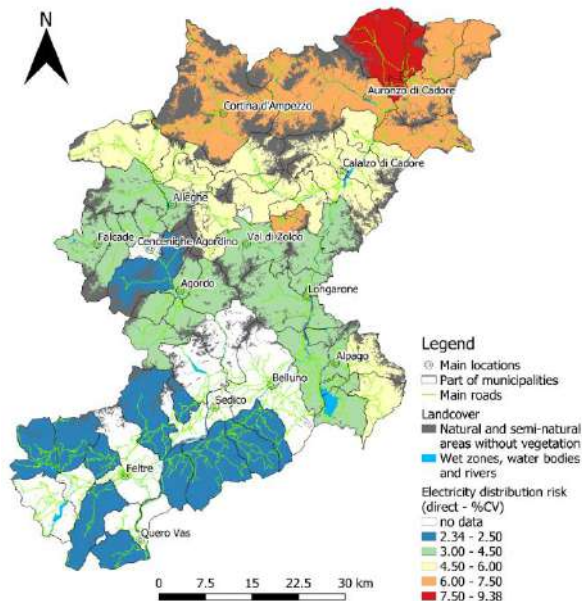 N
Auronzo di Cadore
Cortina d'Ampezzo
Calalzo di Cadore
Alleghe
Falcade
Cencenighe Agordino
Val di Zoldo
Agordo
Longarone
Alpago
Belluno
Sedico
Feltre
Quero Vas
Legend
Main locations
Part of municipalities
Main roads
Landcover
Natural and semi-natural
areas without vegetation
Wet zones, water bodies
and rivers
Electricity distribution risk
(direct - %CV)
no data
2.34 - 2.50
3.00 - 4.50
4.50 - 6.00
6.00 - 7.50
7.50 - 9.38
0 7.5 15 22.5 30 km